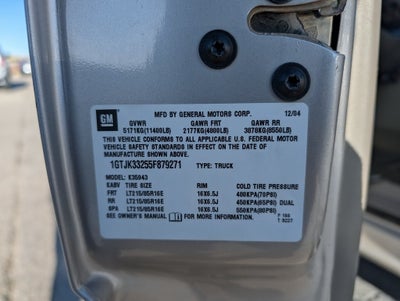 GM
MFD BY GENERAL MOTORS CORP. 12/04
GVWR GAWR FRT GAWR RR
5171KG(11400LB) 2177KG(4800LB) 3878KG(8550LB)
THIS VEHICLE CONFORMS TO ALL APPLICABLE U.S. FEDERAL MOTOR
VEHICLE SAFETY STANDARDS IN EFFECT ON THE DATE OF
MANUFACTURE SHOWN ABOVE.
1GTJK33255F879271 TYPE: TRUCK
MODEL: K35943
TIRE SIZE RIM COLD TIRE PRESSURE
FRT LT215/85R16E 16X6.5J (70PSI)
RR LT215/85R16E 16X6.5J 450KPA(65PSI) DUAL
SPA LT215/85R16E 16X6.5J 550KPA(80PSI)
SEE OWNER'S MANUAL FOR MORE INFORMATION.